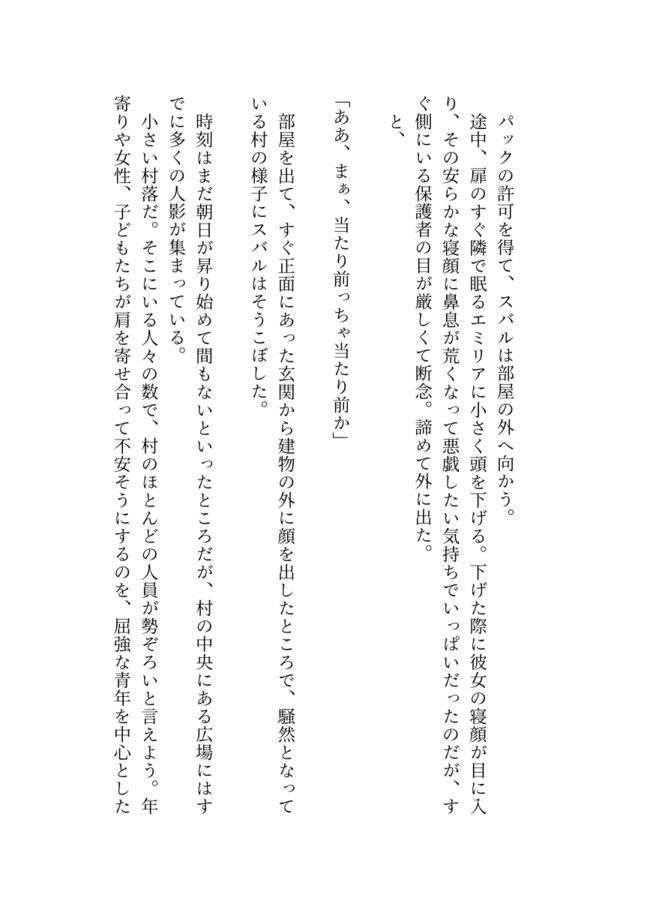 パックの許可を得て、スバルは部屋の外へ向かう。
途中、扉のすぐ隣で眠るエミリアに小さく頭を下げる。下げた際に彼女の寝顔が目に入
り、その安らかな寝顔に鼻息が荒くなって悪戯したい気持ちでいっぱいだったのだが、す
ぐ側にいる保護者の目が厳しくて断念。諦めて外に出た。
と、
「ああ、まぁ、当たり前っちゃ当たり前か」
部屋を出て、すぐ正面にあった玄関から建物の外に顔を出したところで、騒然となって
いる村の様子にスバルはそうこぼした。
時刻はまだ朝日が昇り始めて間もないといったところだが、村の中央にある広場にはす
でに多くの人影が集まっている。
小さい村落だ。そこにいる人々の数で、村のほとんどの人員が勢ぞろいと言えよう。年
寄りや女性、子どもたちが肩を寄せ合って不安そうにするのを、屈強な青年を中心とした